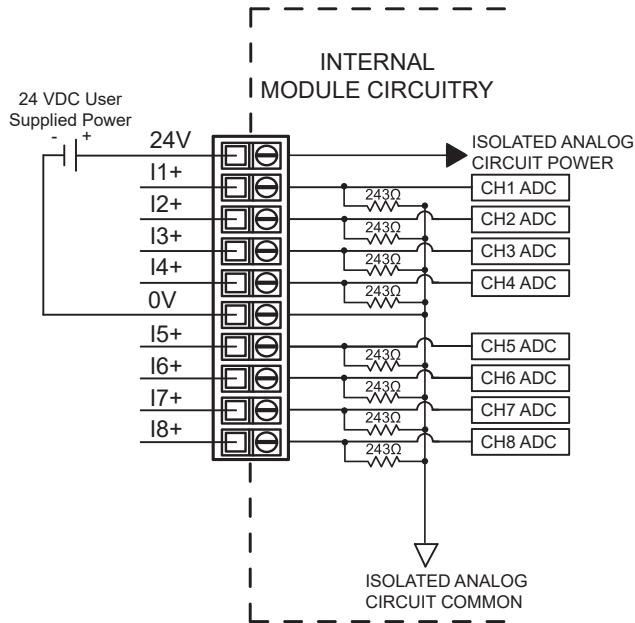 INTERNAL
MODULE CIRCUITRY
24 VDC User
Supplied Power
- +
24V
I1+
I2+
I3+
I4+
0V
I5+
I6+
I7+
I8+
ISOLATED ANALOG
CIRCUIT POWER
CH1 ADC
243Ω
CH2 ADC
243Ω
CH3 ADC
243Ω
CH4 ADC
243Ω
CH5 ADC
243Ω
CH6 ADC
243Ω
CH7 ADC
243Ω
CH8 ADC
243Ω
ISOLATED ANALOG
CIRCUIT COMMON